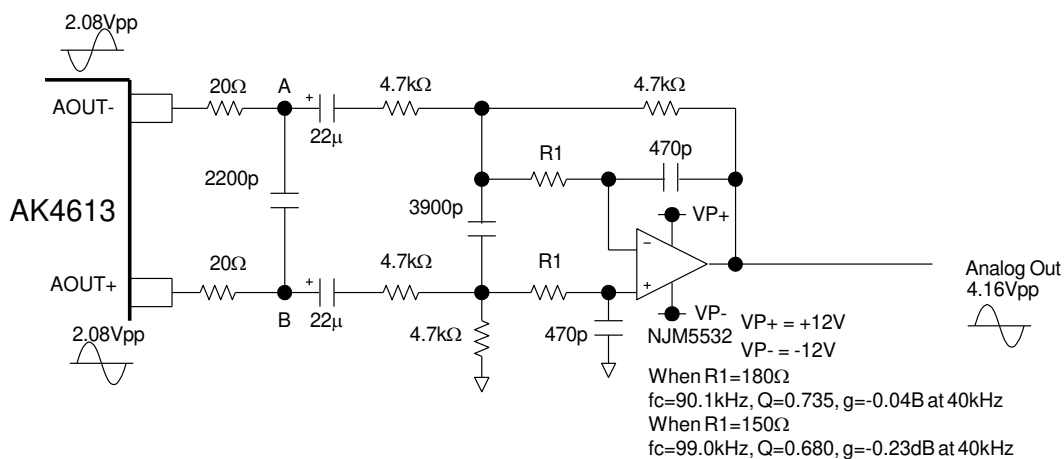 2.08Vpp
AOUT-
20Ω
A
+
22µ
4.7kΩ
4.7kΩ
R1
470p
2200p
3900p
AK4613
VP+
−
+
20Ω
AOUT+
B
+
22µ
4.7kΩ
R1
2.08Vpp
4.7kΩ
470p
VP-
NJM5532
VP+ = +12V
VP- = -12V
Analog Out
4.16Vpp
When R1=180Ω
fc=90.1kHz, Q=0.735, g=-0.04B at 40kHz
When R1=150Ω
fc=99.0kHz, Q=0.680, g=-0.23dB at 40kHz